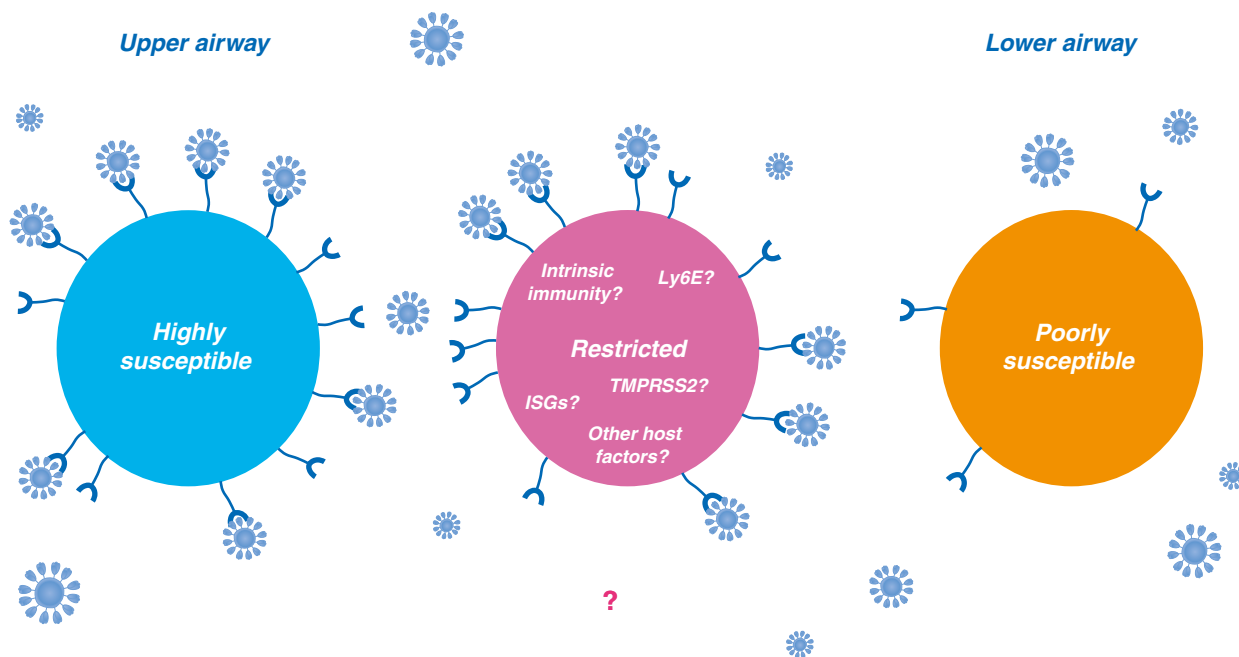 Upper airway
Lower airway
Highly
susceptible
Intrinsic
immunity?
Ly6E?
Restricted
TMPRSS2?
ISGs?
Other host
factors?
Poorly
susceptible
?